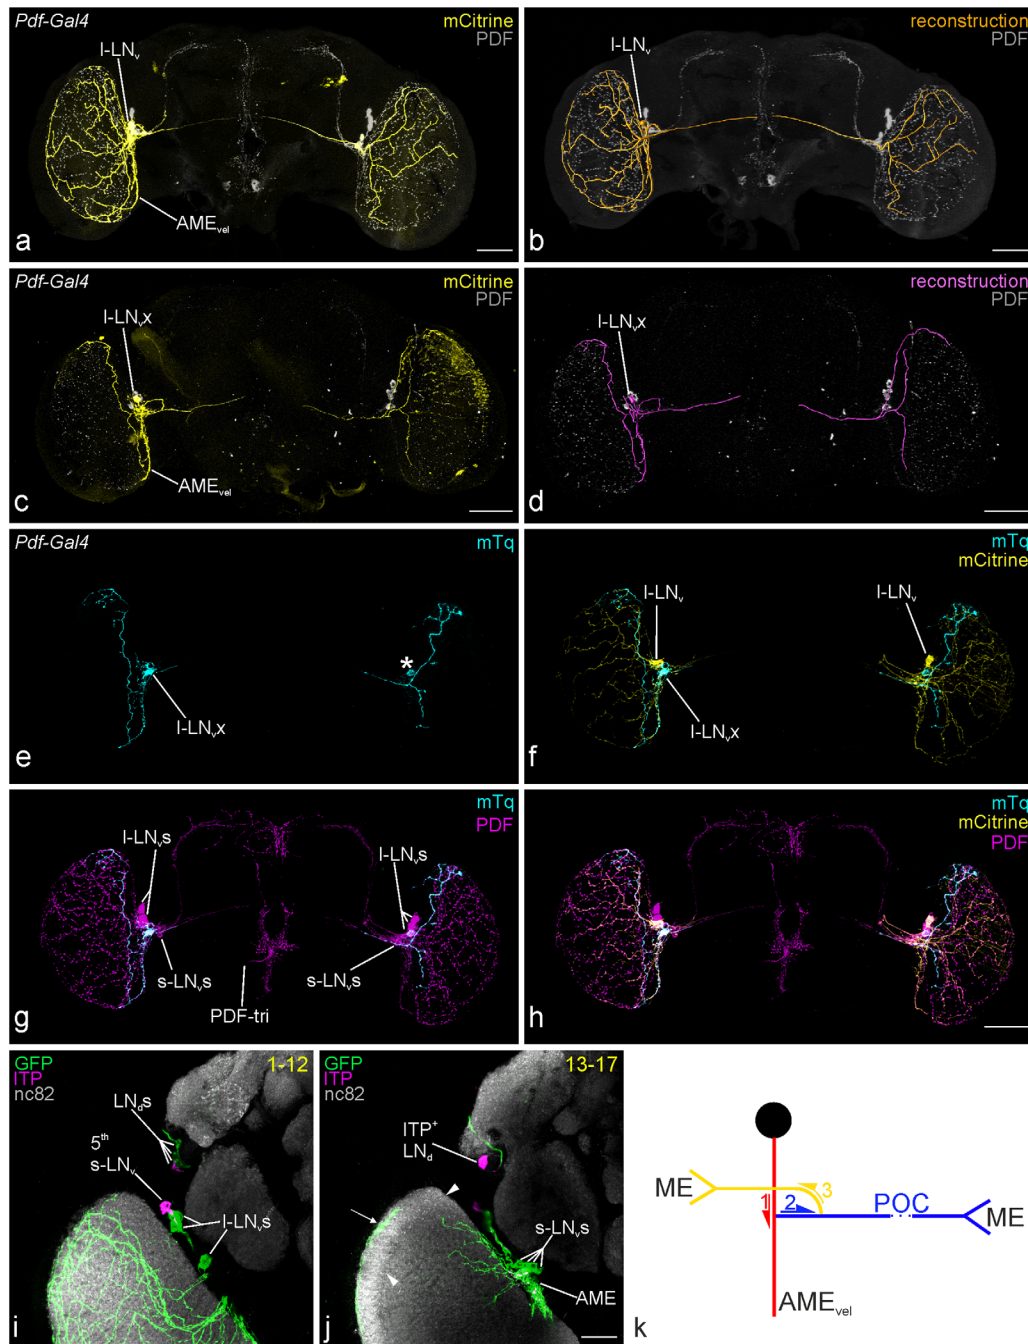 Pdf-Gal4
mCitrine
PDF
l-LNv
AMEvel
a
reconstruction
PDF
l-LNv
b
Pdf-Gal4
mCitrine
PDF
l-LNvx
AMEvel
c
reconstruction
PDF
l-LNvx
d
Pdf-Gal4
mTq
*
l-LNvx
e
mTq
mCitrine
l-LNv
l-LNv
l-LNvx
f
mTq
PDF
l-LNvs
l-LNvs
s-LNvs
s-LNvs
PDF-tri
g
mTq
mCitrine
PDF
h
GFP
ITP
nc82
1-12
LNds
5th
s-LNv
l-LNvs
i
GFP
ITP
nc82
13-17
ITP+
LNd
s-LNvs
AME
j
ME
1
2
3
POC
ME
AMEvel
k